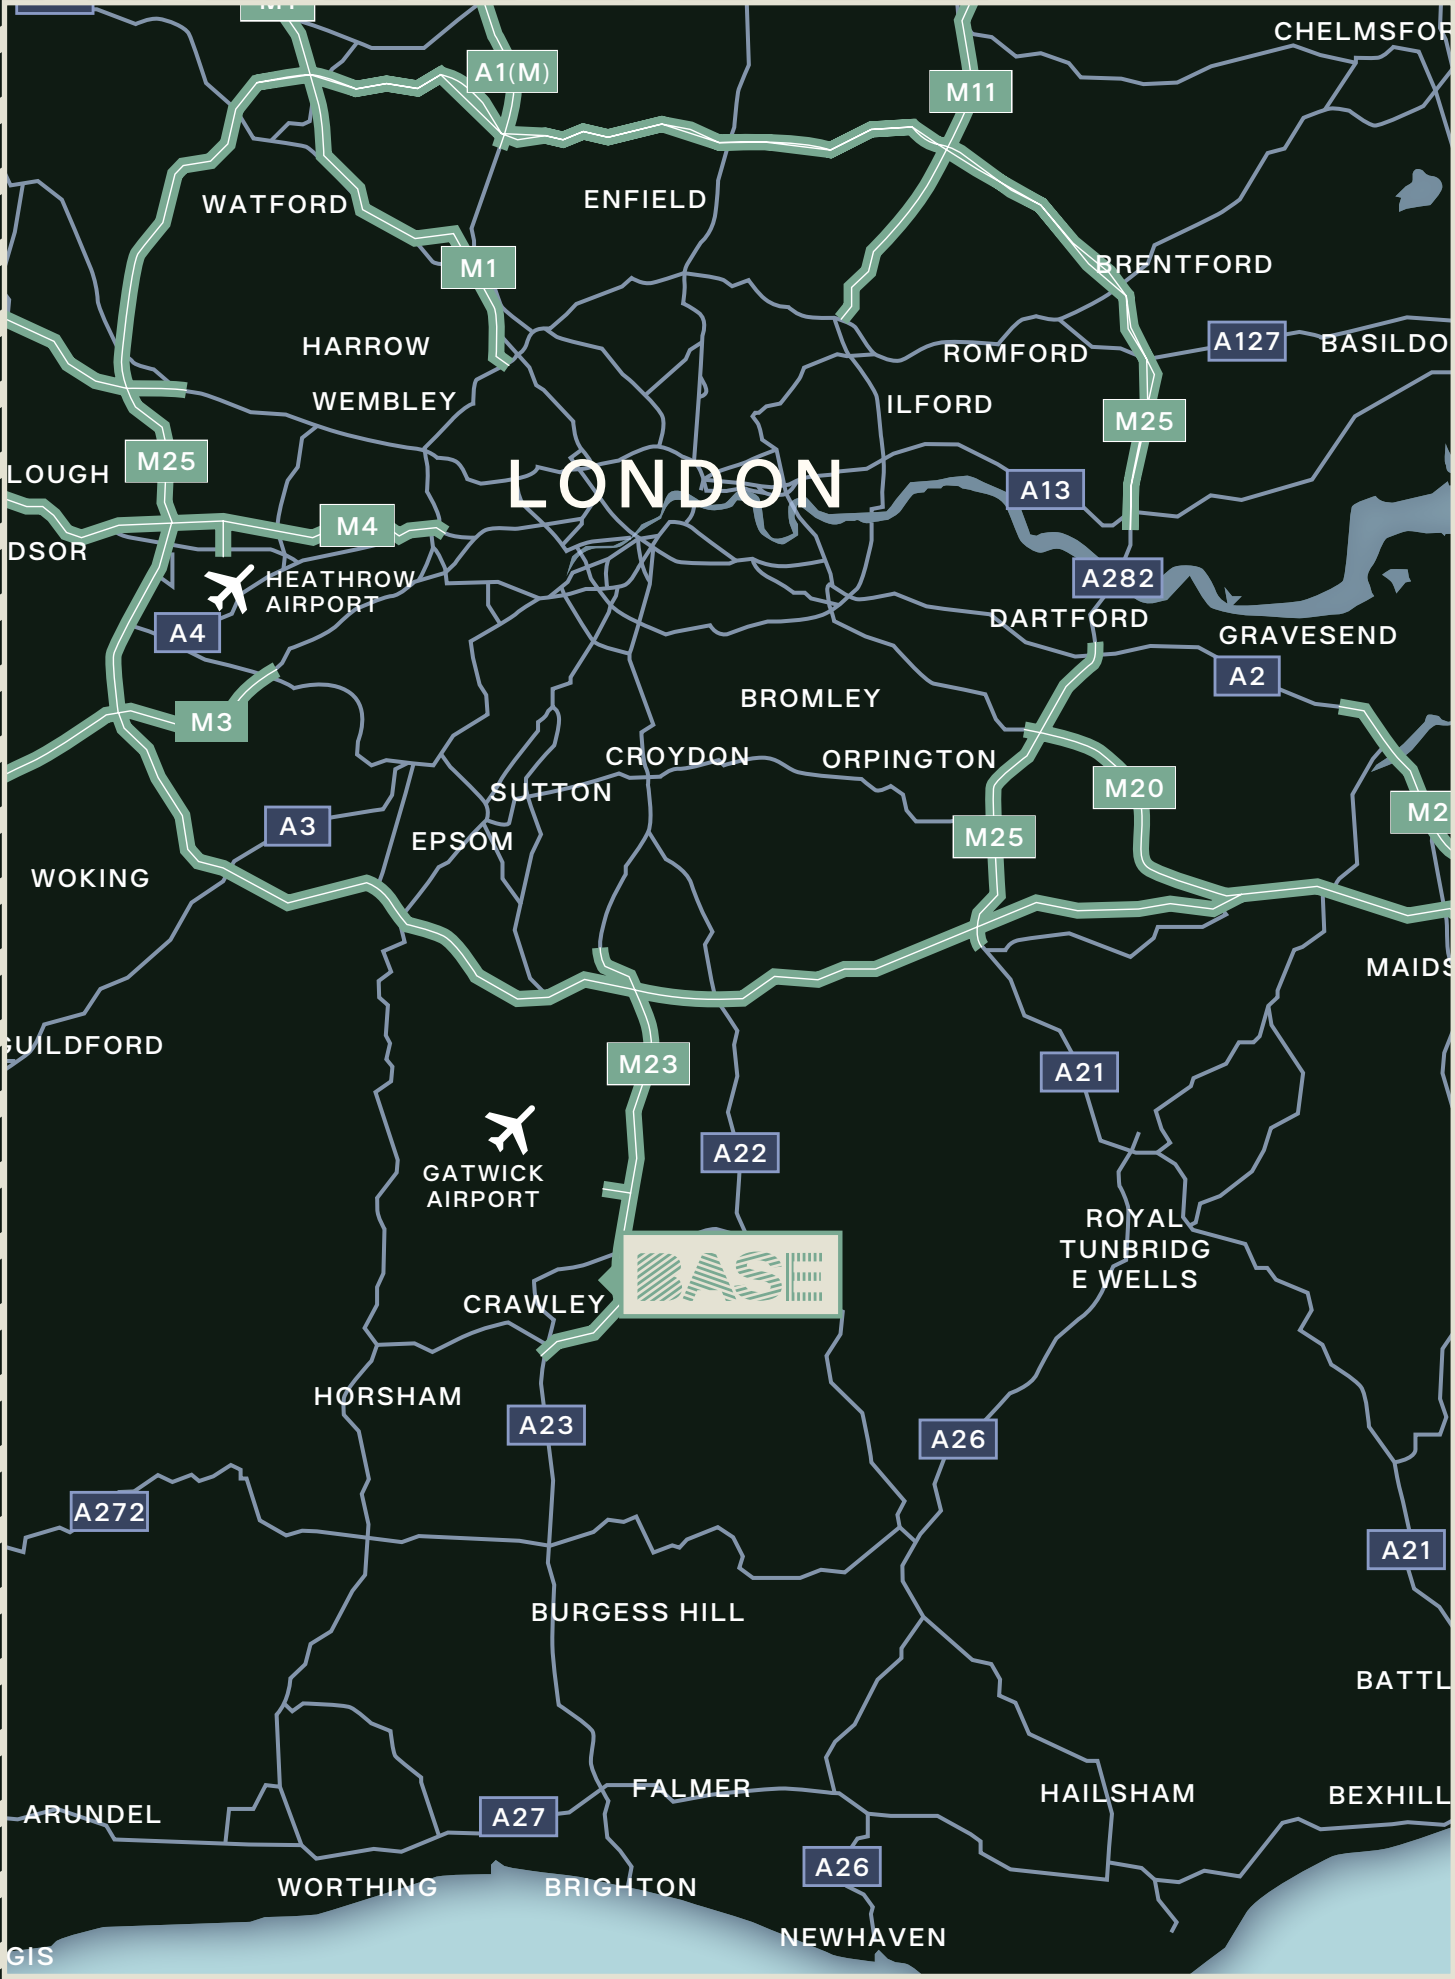 M1
A1(M)
CHELMSFOR
M11
WATFORD
ENFIELD
M1
BRENTFORD
HARROW
ROMFORD
A127
BASILDO
WEMBLEY
ILFORD
M25
M25
LOUGH
LONDON
A13
M4
DSOR
HEATHROW
AIRPORT
A282
DARTFORD
A4
GRAVESEND
A2
BROMLEY
M3
CROYDON
ORPINGTON
SUTTON
M20
M2
A3
EPSOM
M25
WOKING
MAIDS
GUILDFORD
M23
A21
A22
GATWICK
AIRPORT
ROYAL
TUNBRIDG
E WELLS
BASE
CRAWLEY
HORSHAM
A23
A26
A272
A21
BURGESS HILL
BATTL
FALMER
HAILSHAM
BEXHILL
ARUNDEL
A27
A26
WORTHING
BRIGHTON
NEWHAVEN
GIS